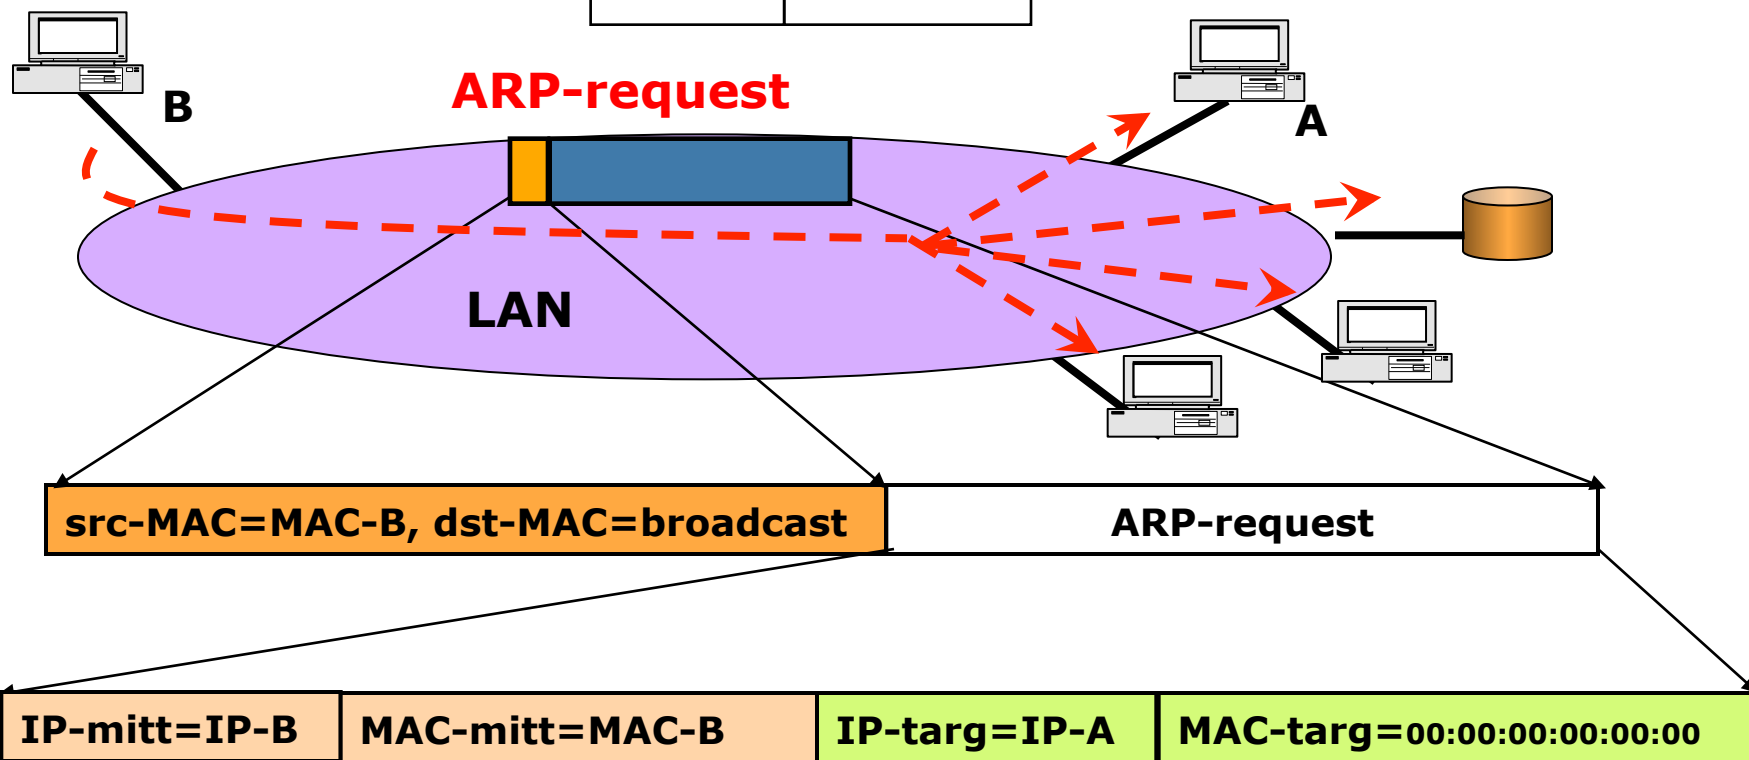 B
ARP-request
A
LAN
src-MAC=MAC-B, dst-MAC=broadcast
ARP-request
IP-mitt=IP-B
MAC-mitt=MAC-B
IP-targ=IP-A
MAC-targ=00:00:00:00:00:00